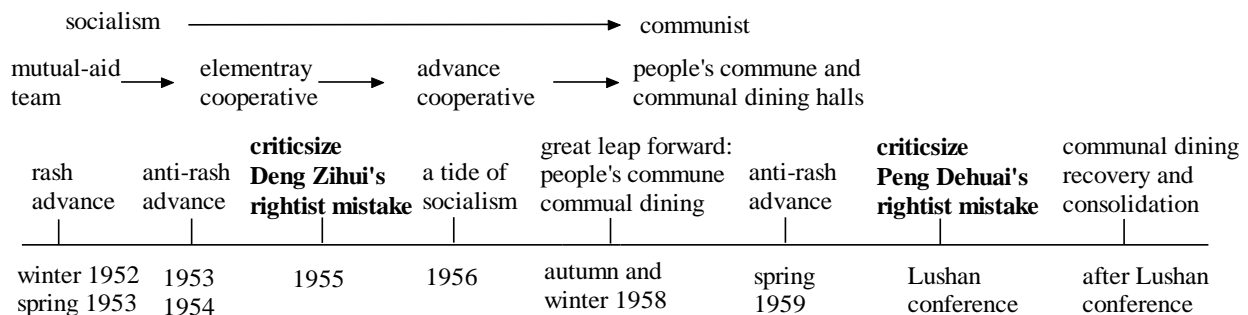 socialism
communist
mutual-aid
team
elementray
cooperative
advance
cooperative
people's commune and
communal dining halls
rash
advance
anti-rash
advance
criticsize
Deng Zihui's
rightist mistake
a tide of
socialism
great leap forward:
people's commune
commual dining
anti-rash
advance
criticsize
Peng Dehuai's
rightist mistake
communal dining
recovery and
consolidation
winter 1952
spring 1953
1953
1954
1955
1956
autumn and
winter 1958
spring
1959
Lushan
conference
after Lushan
conference